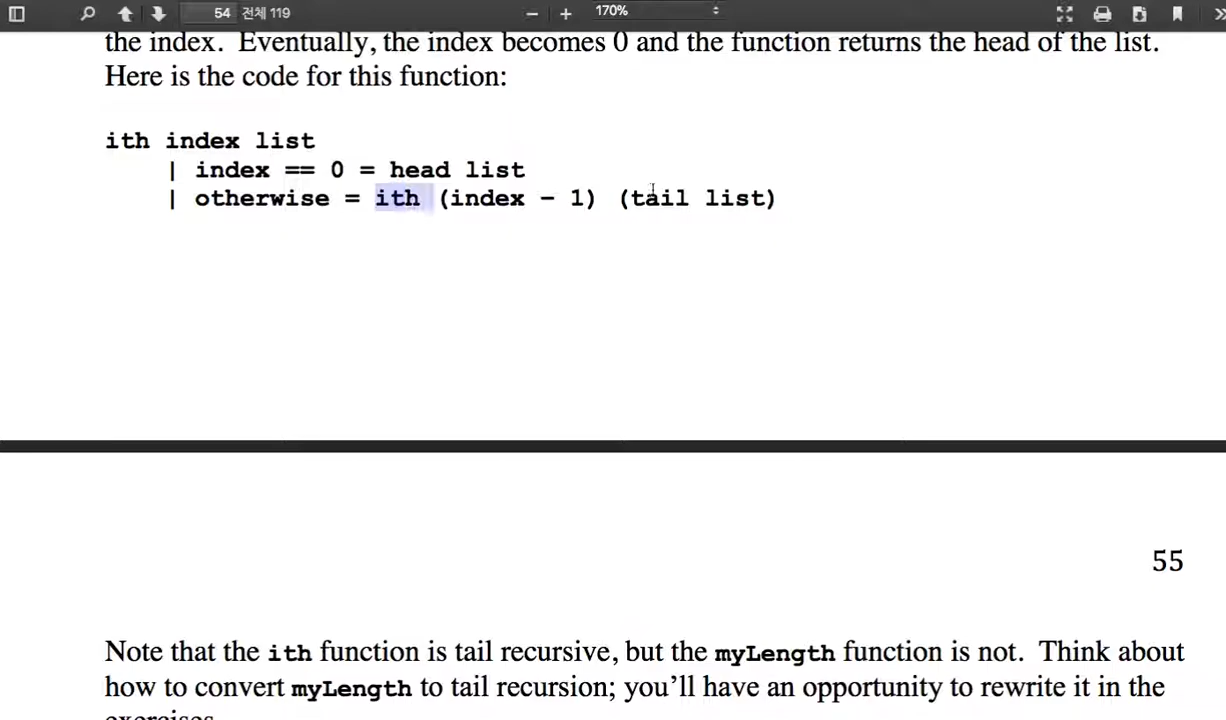 54 전체 119
170%
the index. Eventually, the index becomes 0 and the function returns the head of the list.
Here is the code for this function:
ith index list
| index == 0 = head list
| otherwise = ith (index - 1) (tail list)
55
Note that the ith function is tail recursive, but the myLength function is not. Think about
how to convert myLength to tail recursion; you'll have an opportunity to rewrite it in the
exercises.